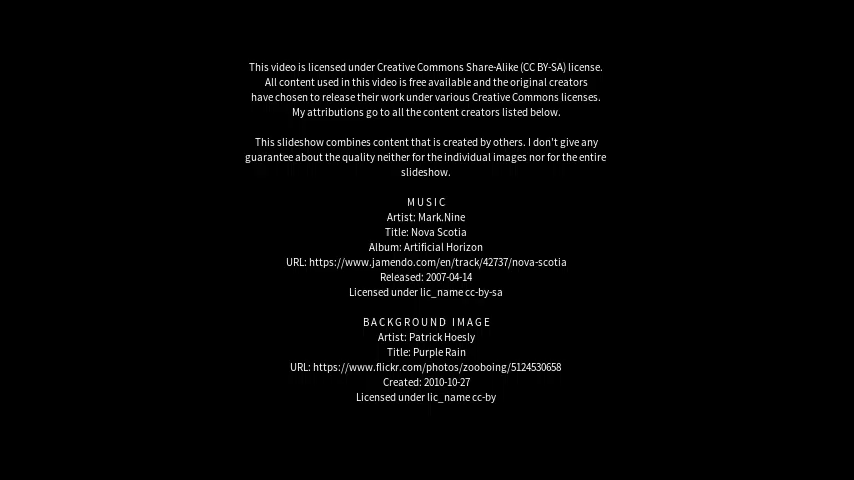 This video is licensed under Creative Commons Share-Alike (CC BY-SA) license.
All content used in this video is free available and the original creators
have chosen to release their work under various Creative Commons licenses.
My attributions go to all the content creators listed below.
This slideshow combines content that is created by others. I don't give any
guarantee about the quality neither for the individual images nor for the entire
slideshow.
MUSIC
Artist: Mark.Nine
Title: Nova Scotia
Album: Artificial Horizon
URL: https://www.jamendo.com/en/track/42737/nova-scotia
Released: 2007-04-14
Licensed under lic_name cc-by-sa
BACKGROUND IMAGE
Artist: Patrick Hoesly
Title: Purple Rain
URL: https://www.flickr.com/photos/zooboing/5124530658
Created: 2010-10-27
Licensed under lic_name cc-by